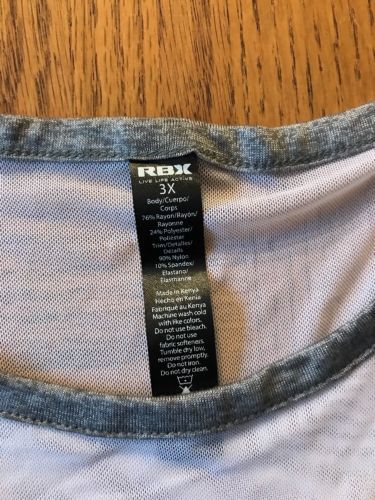 RBX
LIVE LIFE ACTIVE
3X
Body/Cuerpo/
Corps
76% Rayon/Rayón/
Rayonne
24% Polyester/
Poliester
Trim/Detalles/
Details
90% Nylon
10% Spandex/
Elastano/
Elasthanne
Made in Kenya
Hecho en Kenia
Fabriqué au Kenya
Machine wash cold
with like colors.
Do not use bleach.
Do not use
fabric softeners.
Tumble dry low,
remove promptly.
Do not iron.
Do not dry clean.